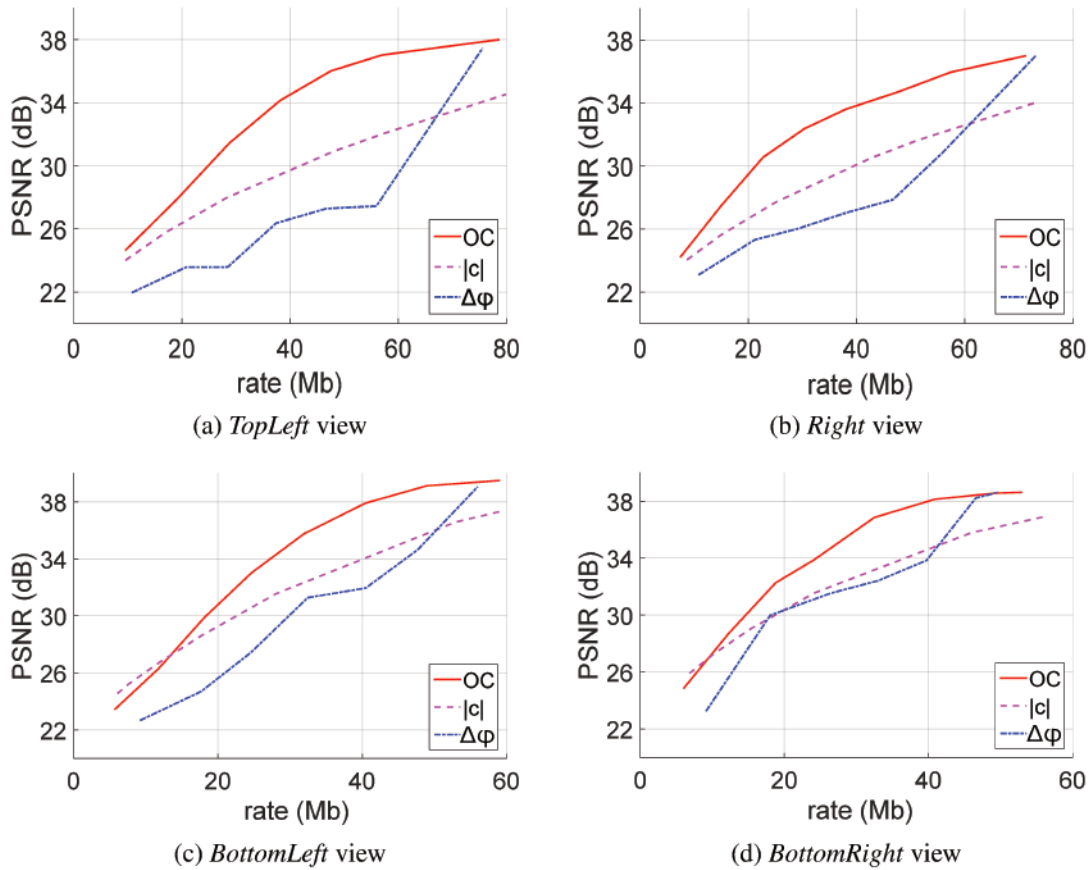 38
34
30
26
22
PSNR (dB)
OC
|c|
Δφ
0 20 40 60 80
rate (Mb)
(a) TopLeft view
38
34
30
26
22
PSNR (dB)
OC
|c|
Δφ
0 20 40 60 80
rate (Mb)
(b) Right view
38
34
30
26
22
PSNR (dB)
OC
|c|
Δφ
0 20 40 60
rate (Mb)
(c) BottomLeft view
38
34
30
26
22
PSNR (dB)
OC
|c|
Δφ
0 20 40 60
rate (Mb)
(d) BottomRight view